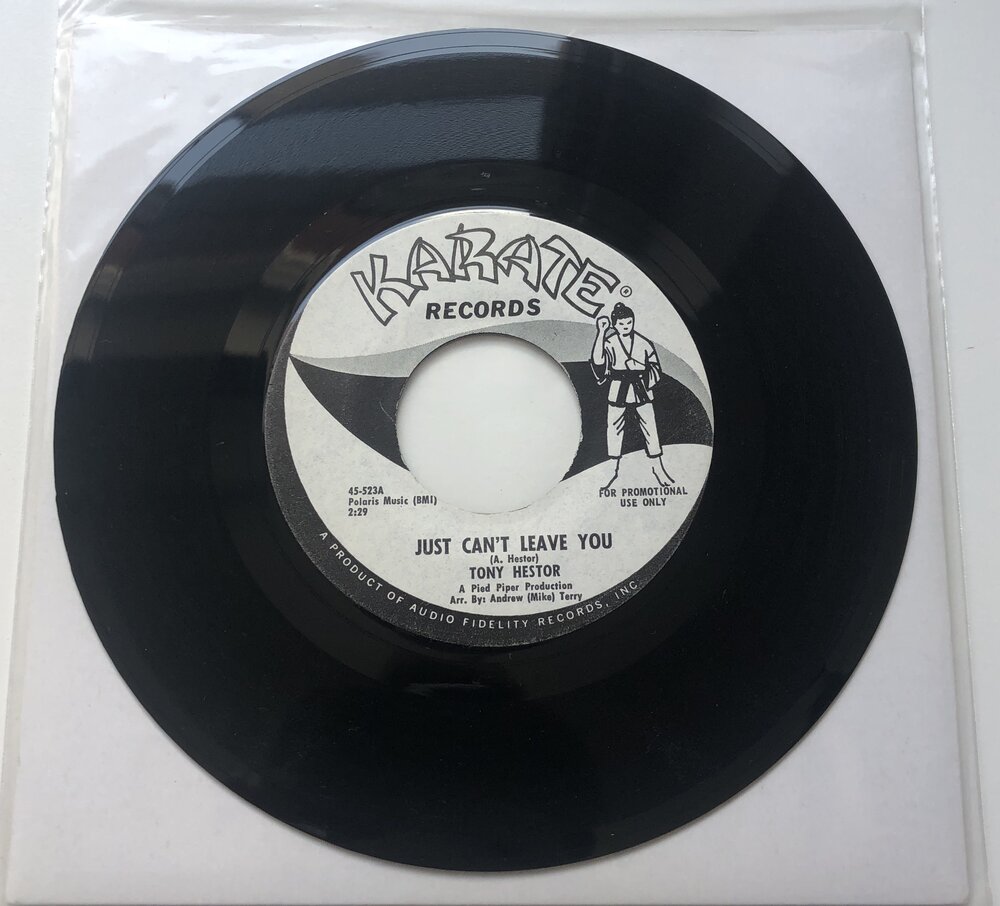 KARATE ®
RECORDS
45-523A
Polaris Music (BMI)
2:29
FOR PROMOTIONAL
USE ONLY
JUST CAN'T LEAVE YOU
(A. Hestor)
TONY HESTOR
A Pied Piper Production
Arr. By: Andrew (Mike) Terry
A PRODUCT OF AUDIO FIDELITY RECORDS, INC.